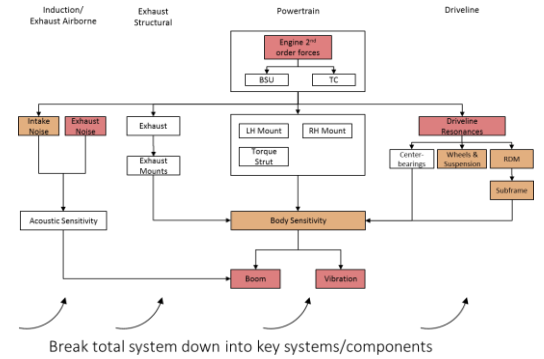 Induction/
Exhaust Airborne
Exhaust
Structural
Powertrain
Driveline
Engine 2nd
order forces
BSU
TC
Intake
Noise
Exhaust
Noise
Exhaust
Exhaust
Mounts
LH Mount
RH Mount
Torque
Strut
Driveline
Resonances
Center-
bearings
Wheels &
Suspension
RDM
Subframe
Acoustic Sensitivity
Body Sensitivity
Boom
Vibration
Break total system down into key systems/components